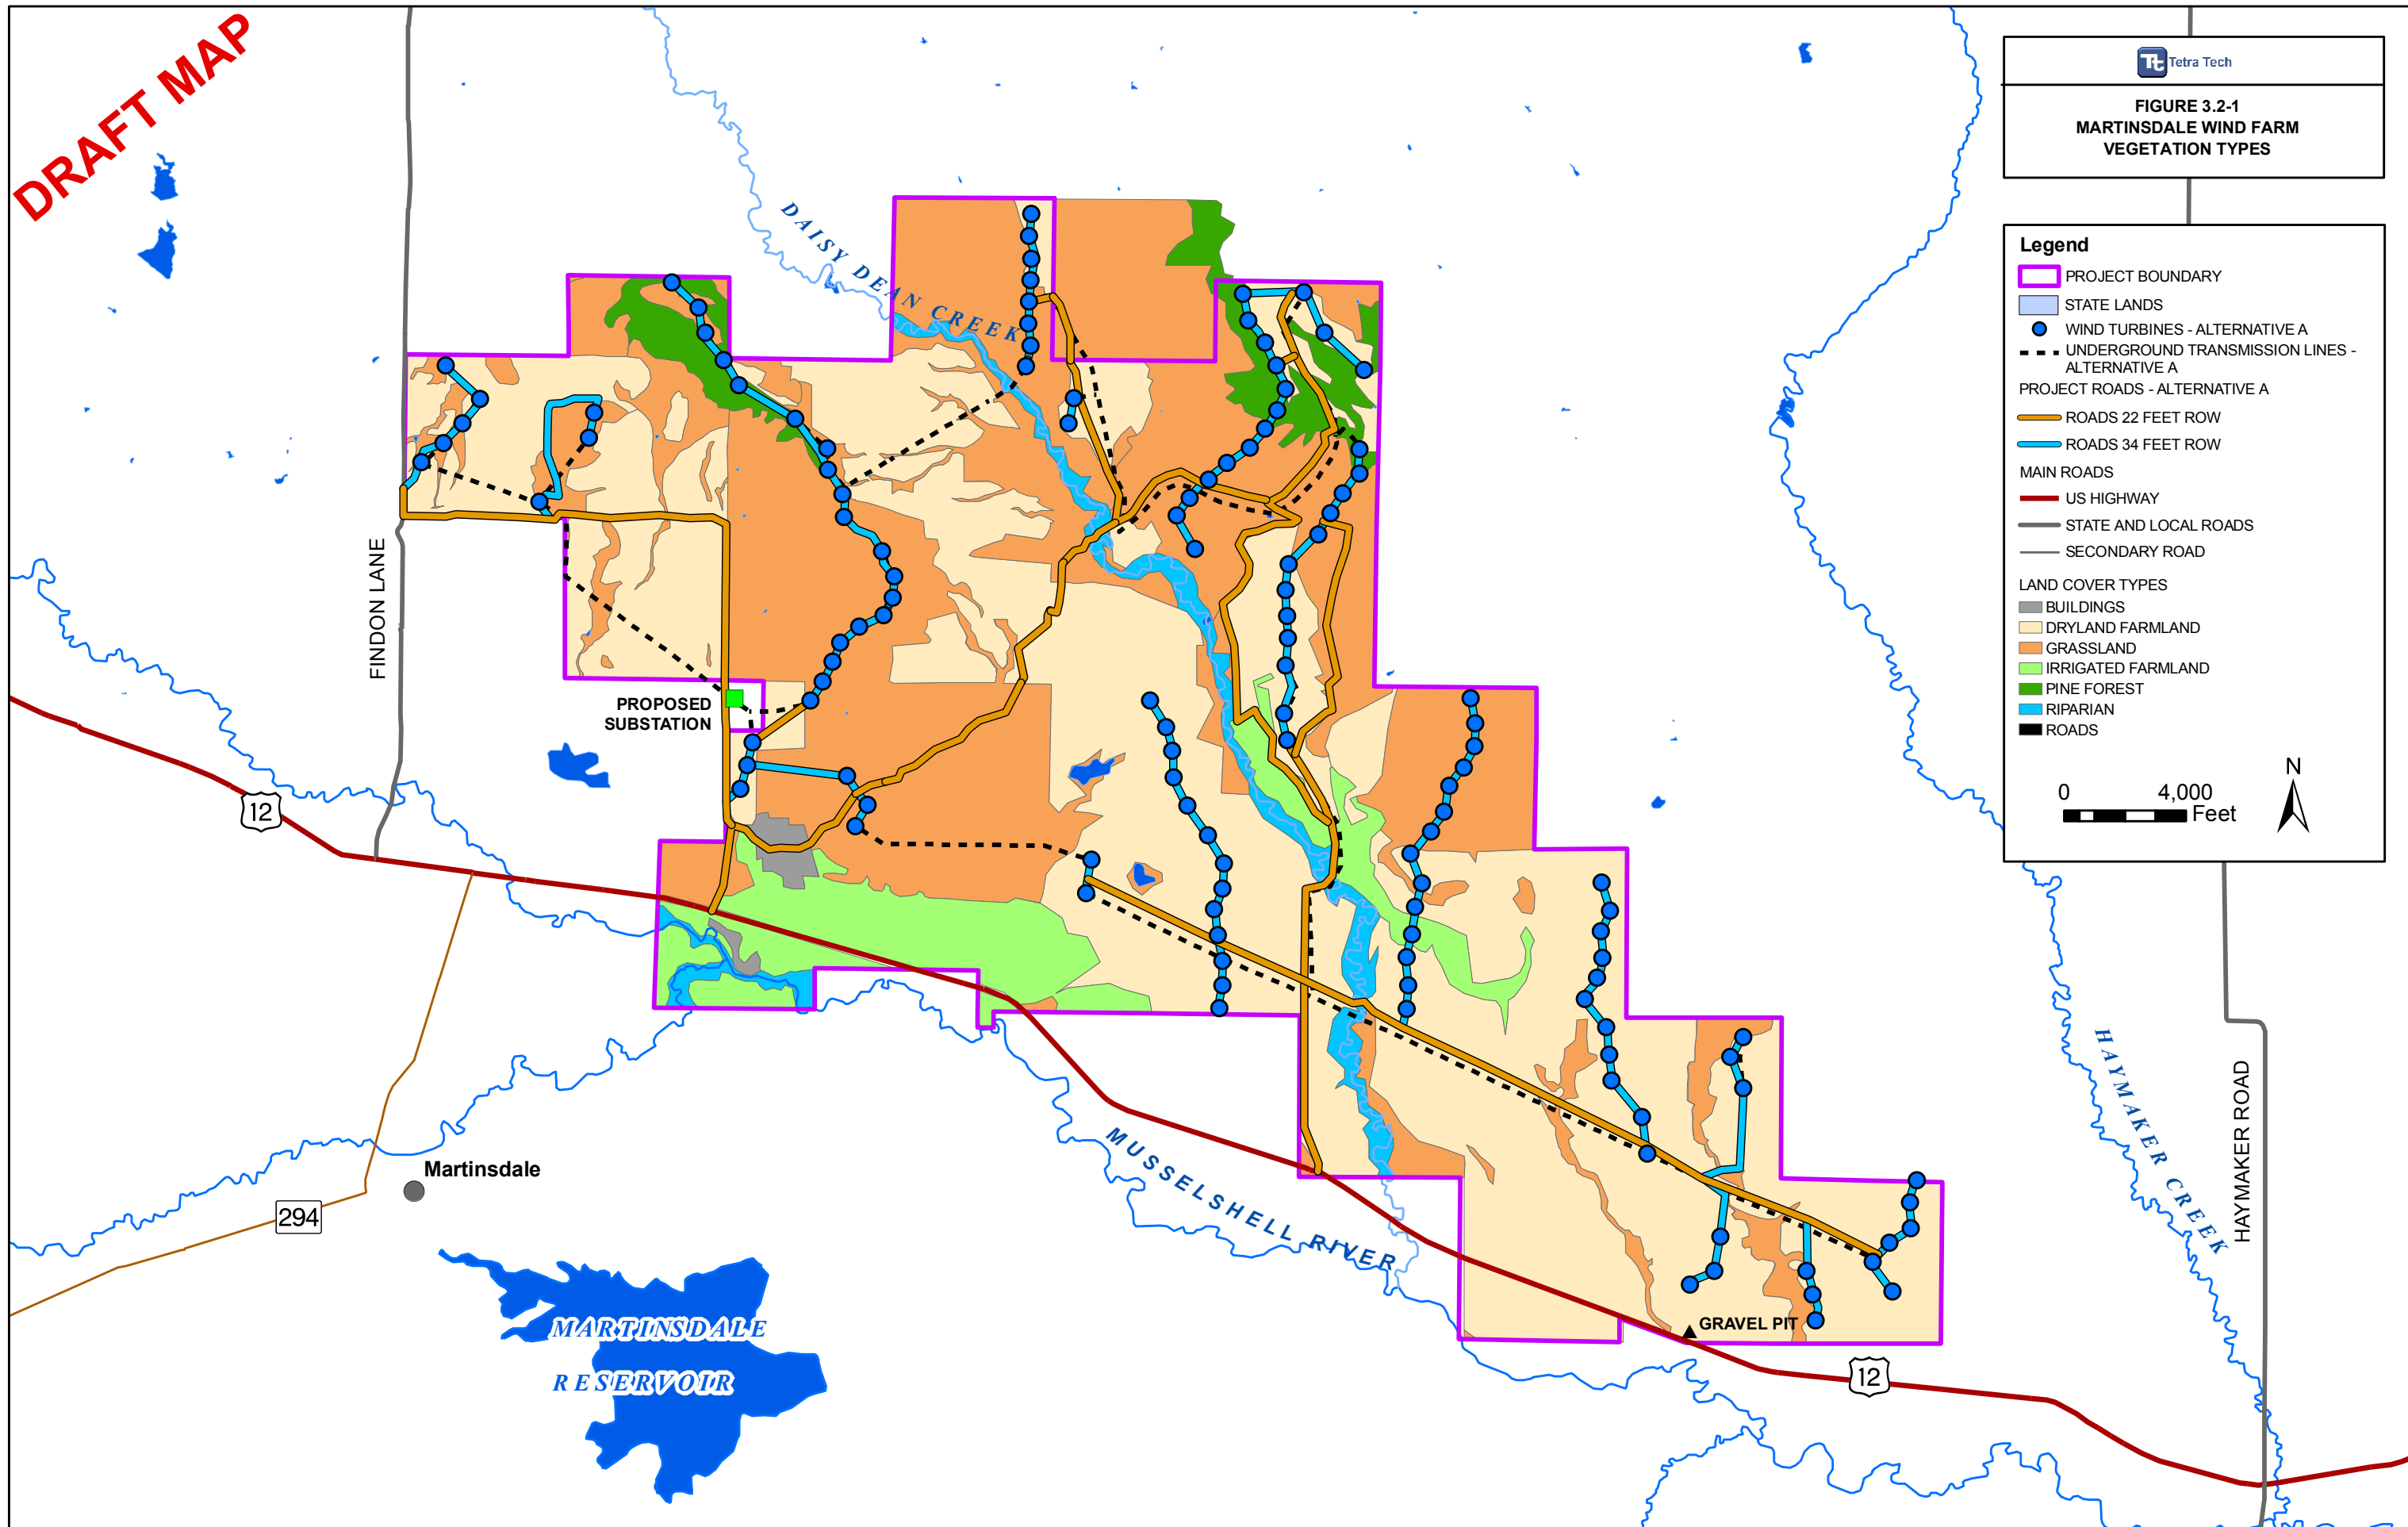 DRAFT MAP
Tt Tetra Tech
FIGURE 3.2-1
MARTINSDALE WIND FARM
VEGETATION TYPES
Legend
PROJECT BOUNDARY
STATE LANDS
WIND TURBINES - ALTERNATIVE A
UNDERGROUND TRANSMISSION LINES -
ALTERNATIVE A
PROJECT ROADS - ALTERNATIVE A
ROADS 22 FEET ROW
ROADS 34 FEET ROW
MAIN ROADS
US HIGHWAY
STATE AND LOCAL ROADS
SECONDARY ROAD
LAND COVER TYPES
BUILDINGS
DRYLAND FARMLAND
GRASSLAND
IRRIGATED FARMLAND
PINE FOREST
RIPARIAN
ROADS
N
0 4,000
Feet
DAISY DEAN CREEK
FINDON LANE
PROPOSED
SUBSTATION
12
Martinsdale
294
MUSSELSHELL RIVER
MARTINSDALE
RESERVOIR
GRAVEL PIT
12
HAYMAKER CREEK
HAYMAKER ROAD